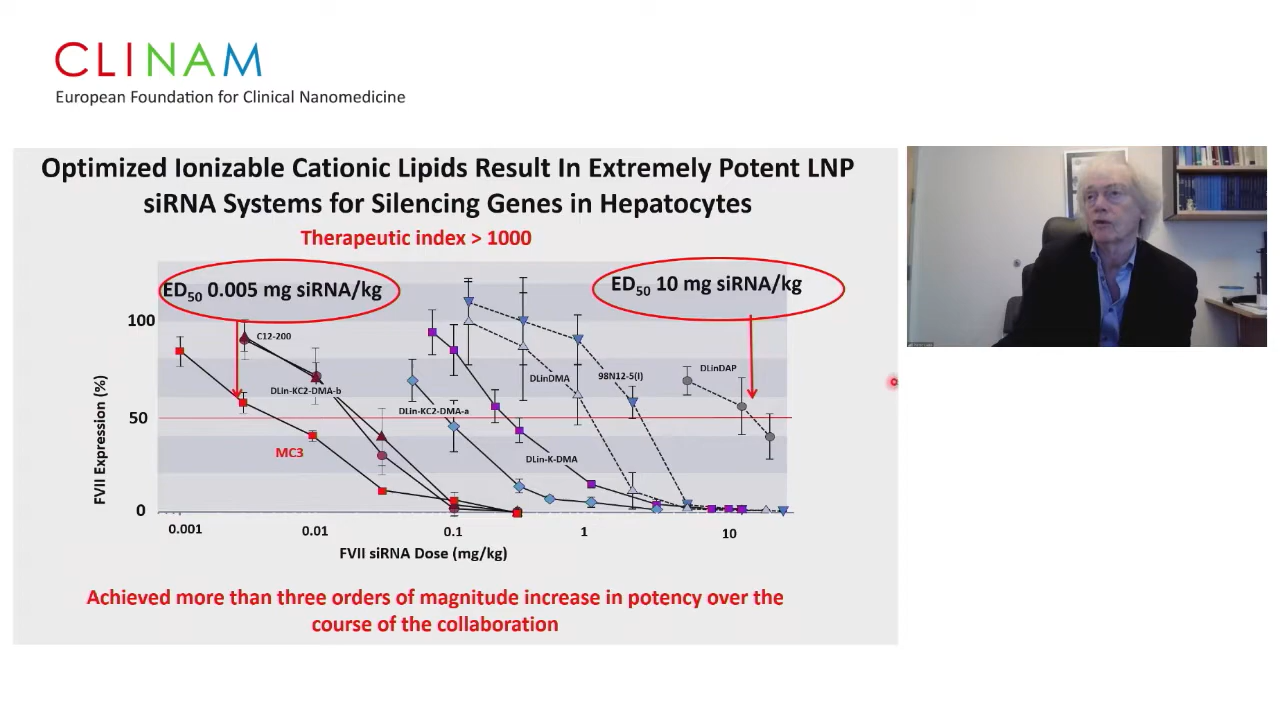 CLINAM
European Foundation for Clinical Nanomedicine
Optimized Ionizable Cationic Lipids Result In Extremely Potent LNP
siRNA Systems for Silencing Genes in Hepatocytes
Therapeutic index > 1000
ED50 0.005 mg siRNA/kg
ED50 10 mg siRNA/kg
100
50
0
FVII Expression (%)
C12-200
DLin-KC2-DMA-b
DLin-KC2-DMA-a
MC3
DLinDMA
98N12-5(I)
DLinDAP
DLin-K-DMA
0.001
0.01
0.1
1
10
FVII siRNA Dose (mg/kg)
Achieved more than three orders of magnitude increase in potency over the
course of the collaboration